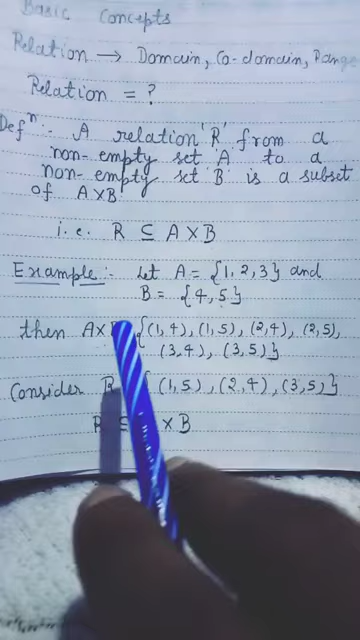 Basic Concepts
Relation → Domain, Co-domain, Range
Relation = ?
Defⁿ:- A relation 'R' from a
non-empty set 'A' to a
non-empty set 'B' is a subset
of A×B
i.e. R ⊆ A×B
Example:- Let A = {1, 2, 3} and
B = {4, 5}
then A× {(1,4), (1,5), (2,4), (2,5),
(3,4), (3,5)}
Consider R { (1,5), (2,4), (3,5)}
R ⊆ ×B